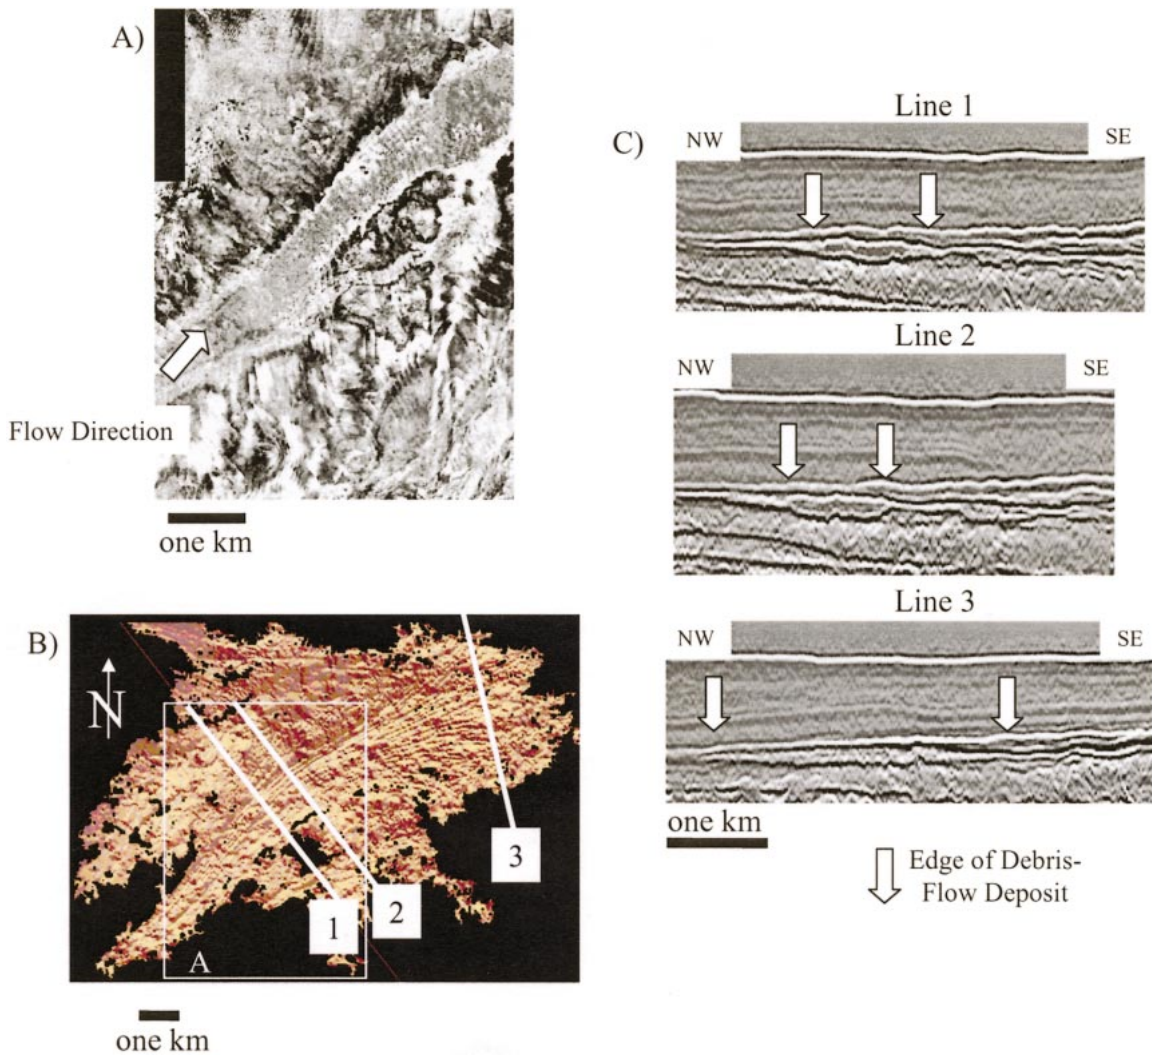 A)
Flow Direction
one km
B)
N
1
2
3
A
one km
C)
Line 1
NW
SE
Line 2
NW
SE
Line 3
NW
SE
one km
Edge of Debris-
Flow Deposit